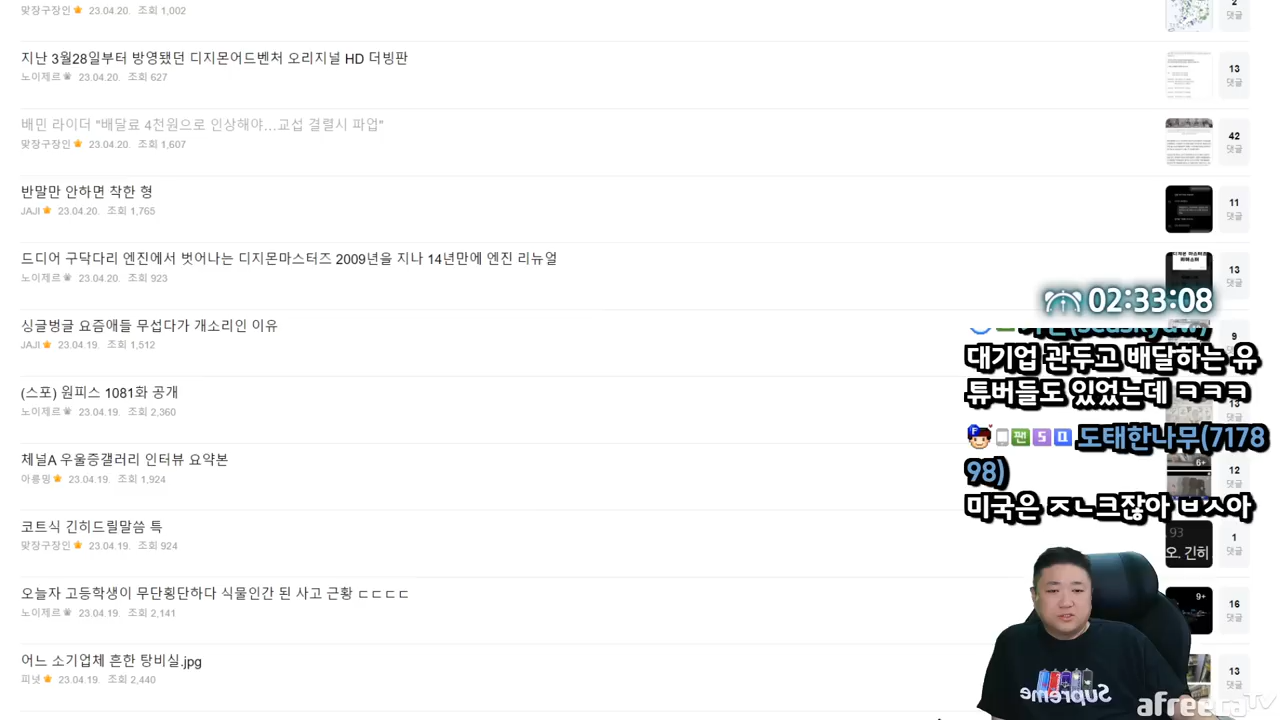 맞장구장인 23.04.20. 조회 1,002
2
댓글
지난 3월28일부터 방영됐던 디지몬어드벤처 오리지널 HD 더빙판
노이제르 23.04.20. 조회 627
13
댓글
배민 라이더 "배달료 4천원으로 인상해야…교섭 결렬시 파업"
맞장구장인 23.04.20. 조회 1,607
42
댓글
반말만 안하면 착한 형
JAJI 23.04.20. 조회 1,765
11
댓글
드디어 구닥다리 엔진에서 벗어나는 디지몬마스터즈 2009년을 지나 14년만에 엔진 리뉴얼
노이제르 23.04.20. 조회 923
13
댓글
02:33:08
싱글벙글 요즘애들 무섭다가 개소리인 이유
JAJI 23.04.19. 조회 1,512
9
대기업 관두고 배달하는 유
튜버들도 있었는데 ㅋㅋㅋ
(스포) 원피스 1081화 공개
노이제르 23.04.19. 조회 2,360
13
댓글
팬 5 도태한나무(7178
98)
미국은 ㅈㄴ크잖아 ㅂㅅ아
채널A 우울증갤러리 인터뷰 요약본
아룽밍 23.04.19. 조회 1,924
6+
12
댓글
코트식 긴히드릴말씀 특
맞장구장인 23.04.19. 조회 924
.93
오. 긴히
1
댓글
오늘자 고등학생이 무단횡단하다 식물인간 된 사고 근황 ㄷㄷㄷㄷ
노이제르 23.04.19. 조회 2,141
9+
16
댓글
어느 소기업체 흔한 탕비실.jpg
피넛 23.04.19. 조회 2,440
13
댓글
Supreme
afreecaTV